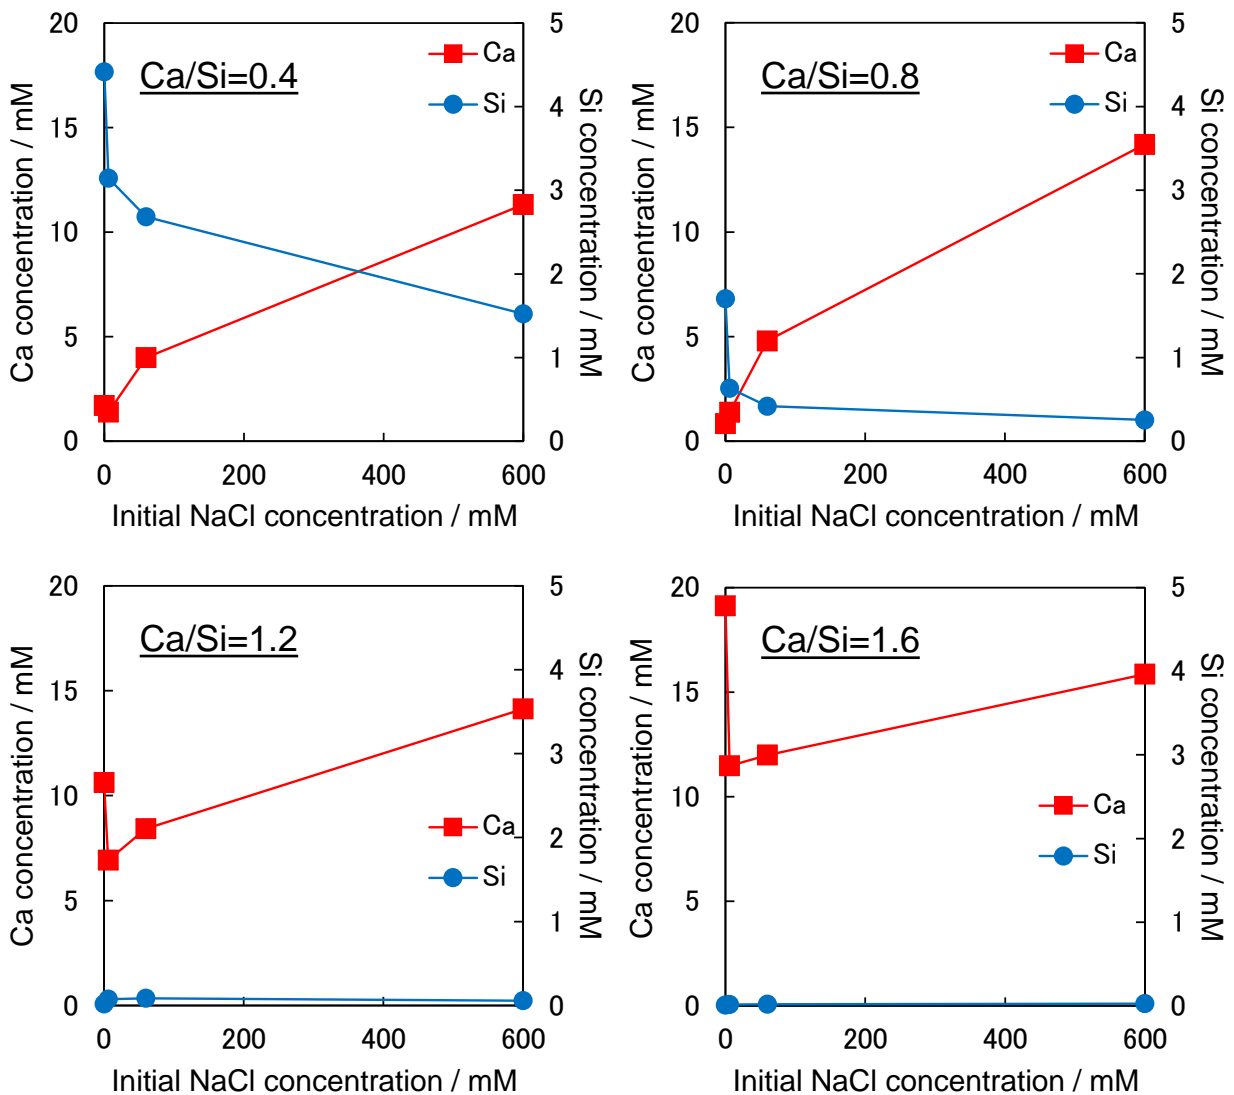 Ca/Si=0.4
Ca
Si
20
15
10
5
0
5
4
3
2
1
0
0 200 400 600
Ca concentration / mM
Si concentration / mM
Initial NaCl concentration / mM
Ca/Si=0.8
Ca
Si
20
15
10
5
0
5
4
3
2
1
0
0 200 400 600
Ca concentration / mM
Si concentration / mM
Initial NaCl concentration / mM
Ca/Si=1.2
Ca
Si
20
15
10
5
0
5
4
3
2
1
0
0 200 400 600
Ca concentration / mM
Si concentration / mM
Initial NaCl concentration / mM
Ca/Si=1.6
Ca
Si
20
15
10
5
0
5
4
3
2
1
0
0 200 400 600
Ca concentration / mM
Si concentration / mM
Initial NaCl concentration / mM